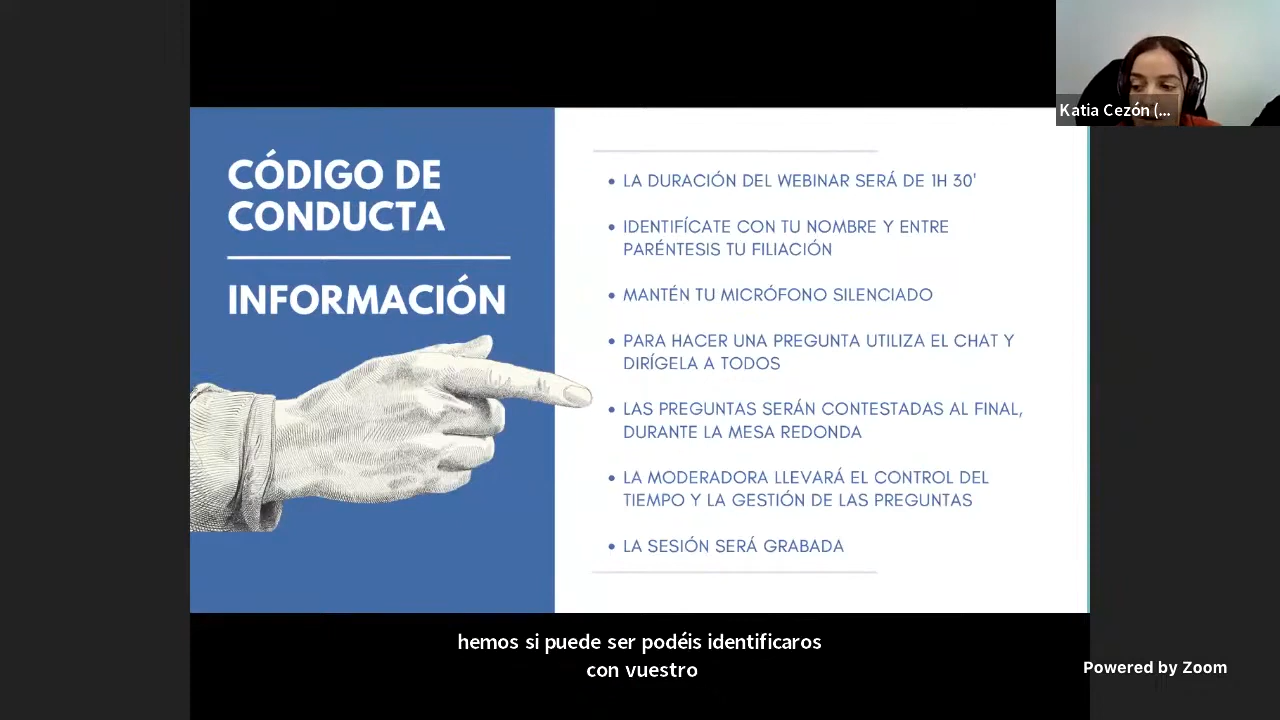 Katia Cezón (...
CÓDIGO DE
CONDUCTA
INFORMACIÓN
• LA DURACIÓN DEL WEBINAR SERÁ DE 1H 30'
• IDENTIFÍCATE CON TU NOMBRE Y ENTRE
PARÉNTESIS TU FILIACIÓN
• MANTÉN TU MICRÓFONO SILENCIADO
• PARA HACER UNA PREGUNTA UTILIZA EL CHAT Y
DIRÍGELA A TODOS
• LAS PREGUNTAS SERÁN CONTESTADAS AL FINAL,
DURANTE LA MESA REDONDA
• LA MODERADORA LLEVARÁ EL CONTROL DEL
TIEMPO Y LA GESTIÓN DE LAS PREGUNTAS
• LA SESIÓN SERÁ GRABADA
hemos si puede ser podéis identificaros
con vuestro
Powered by Zoom